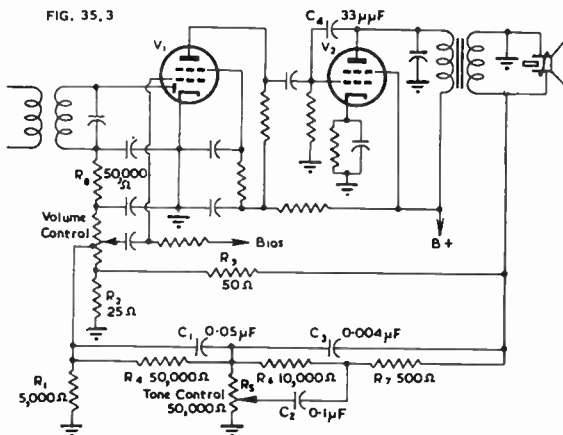 FIG. 35.3
V₁
C₄
33μμF
V₂
R₈
50,000
Ω
Volume
Control
Bias
B+
R₃
50Ω
R₂
25Ω
C₁
0·05μF
C₃
0·004μF
R₄ 50,000Ω
R₆ 10,000Ω
R₇ 500Ω
R₁
5,000Ω
R₅
Tone Control
50,000Ω
C₂
0·1μF